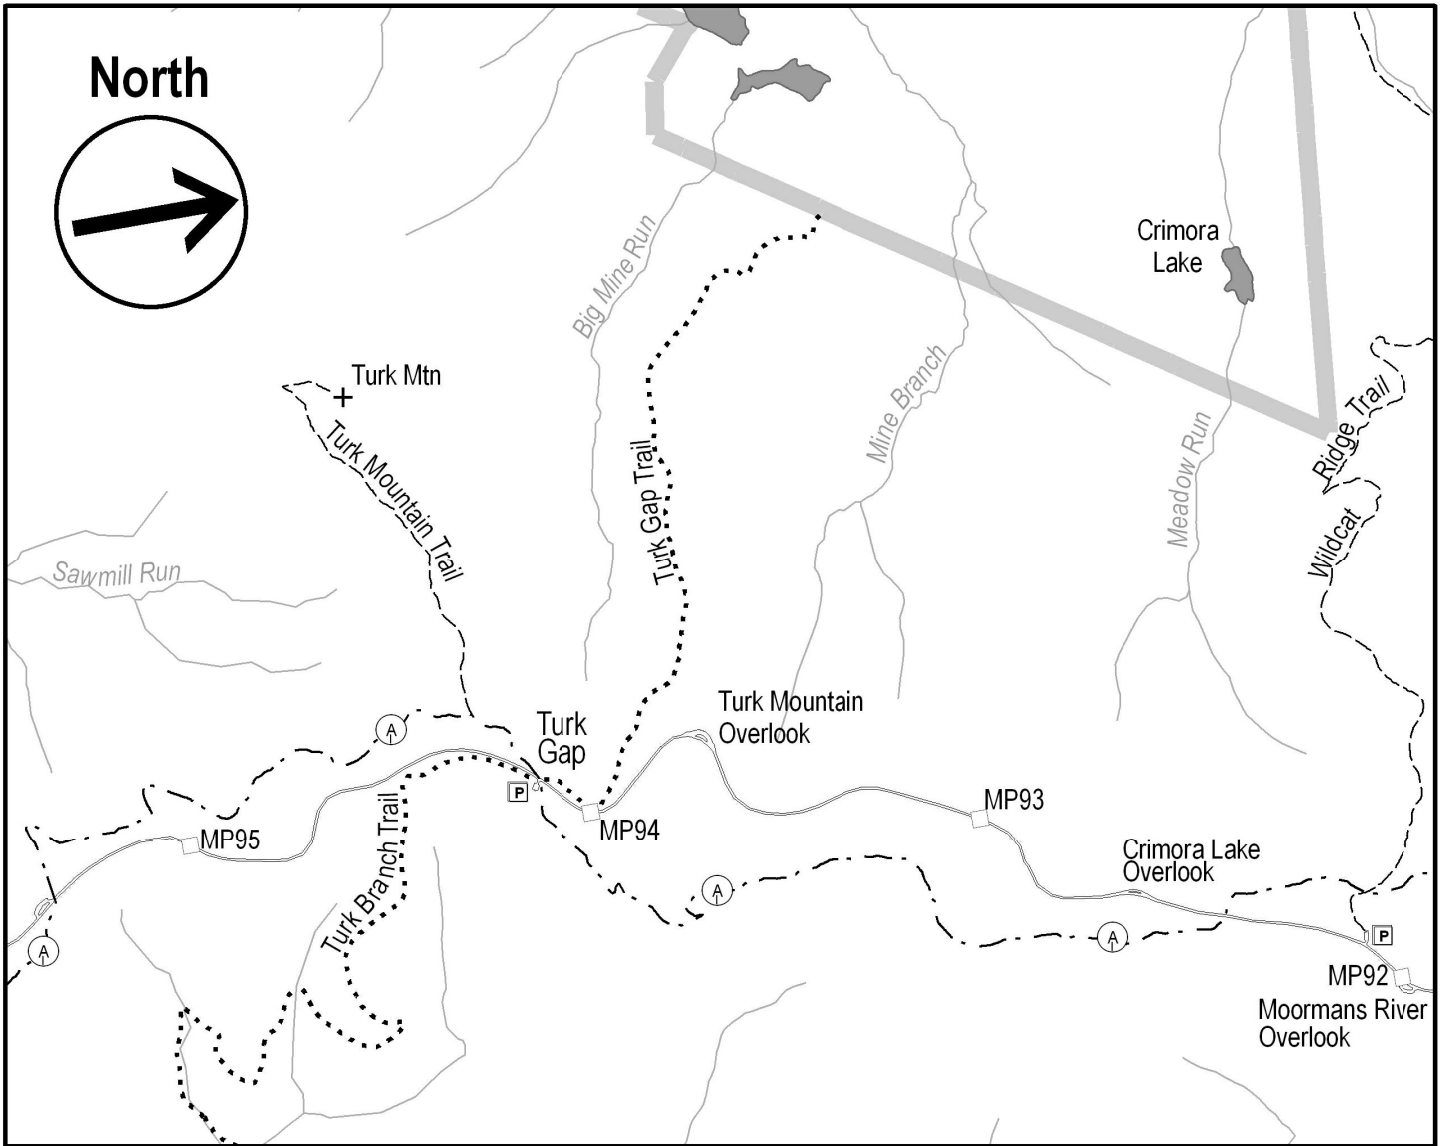 North
Crimora
Lake
Big Mine Run
Turk Mtn
Mine Branch
Ridge Trail
Turk Mountain Trail
Turk Gap Trail
Meadow Run
Wildcat
Sawmill Run
Turk Mountain
Overlook
A
Turk
Gap
P
MP94
MP93
MP95
Turk Branch Trail
Crimora Lake
Overlook
A
A
A
P
MP92
Moormans River
Overlook